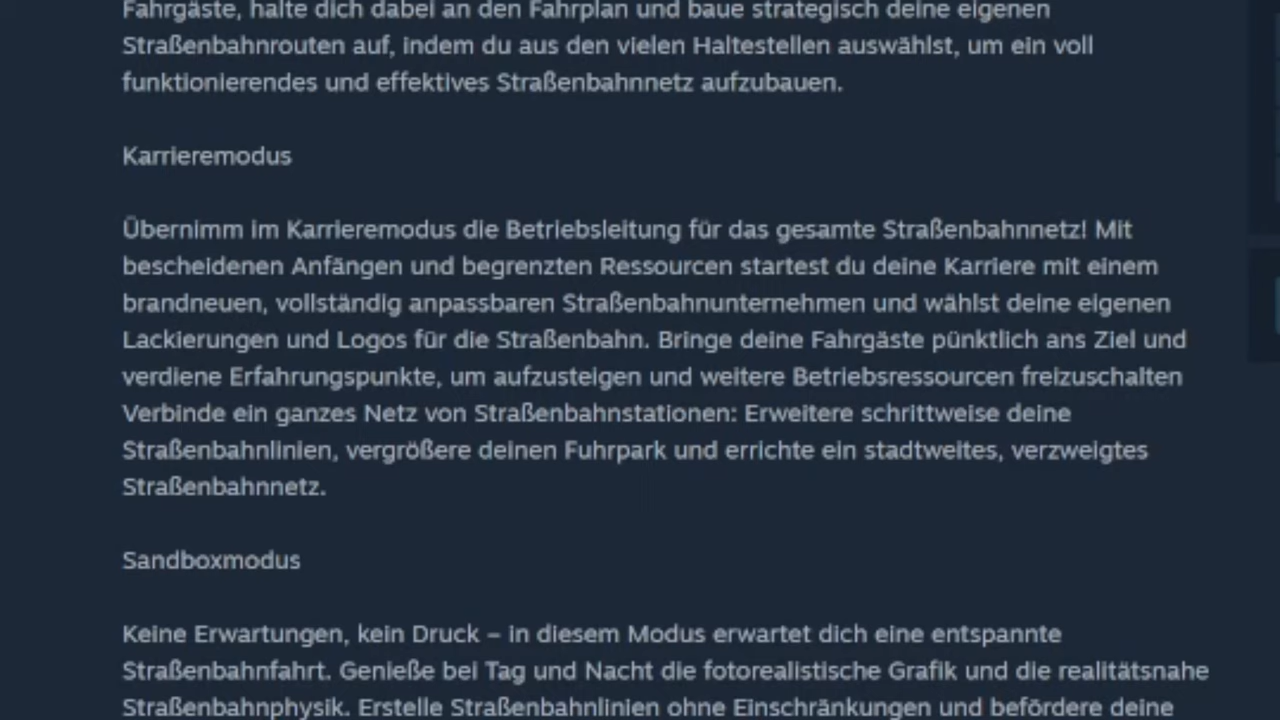 Fahrgäste, halte dich dabei an den Fahrplan und baue strategisch deine eigenen
Straßenbahnrouten auf, indem du aus den vielen Haltestellen auswählst, um ein voll
funktionierendes und effektives Straßenbahnnetz aufzubauen.
Karrieremodus
Übernimm im Karrieremodus die Betriebsleitung für das gesamte Straßenbahnnetz! Mit
bescheidenen Anfängen und begrenzten Ressourcen startest du deine Karriere mit einem
brandneuen, vollständig anpassbaren Straßenbahnunternehmen und wählst deine eigenen
Lackierungen und Logos für die Straßenbahn. Bringe deine Fahrgäste pünktlich ans Ziel und
verdiene Erfahrungspunkte, um aufzusteigen und weitere Betriebsressourcen freizuschalten
Verbinde ein ganzes Netz von Straßenbahnstationen: Erweitere schrittweise deine
Straßenbahnlinien, vergrößere deinen Fuhrpark und errichte ein stadtweites, verzweigtes
Straßenbahnnetz.
Sandboxmodus
Keine Erwartungen, kein Druck – in diesem Modus erwartet dich eine entspannte
Straßenbahnfahrt. Genieße bei Tag und Nacht die fotorealistische Grafik und die realitätsnahe
Straßenbahnphysik. Erstelle Straßenbahnlinien ohne Einschränkungen und befördere deine